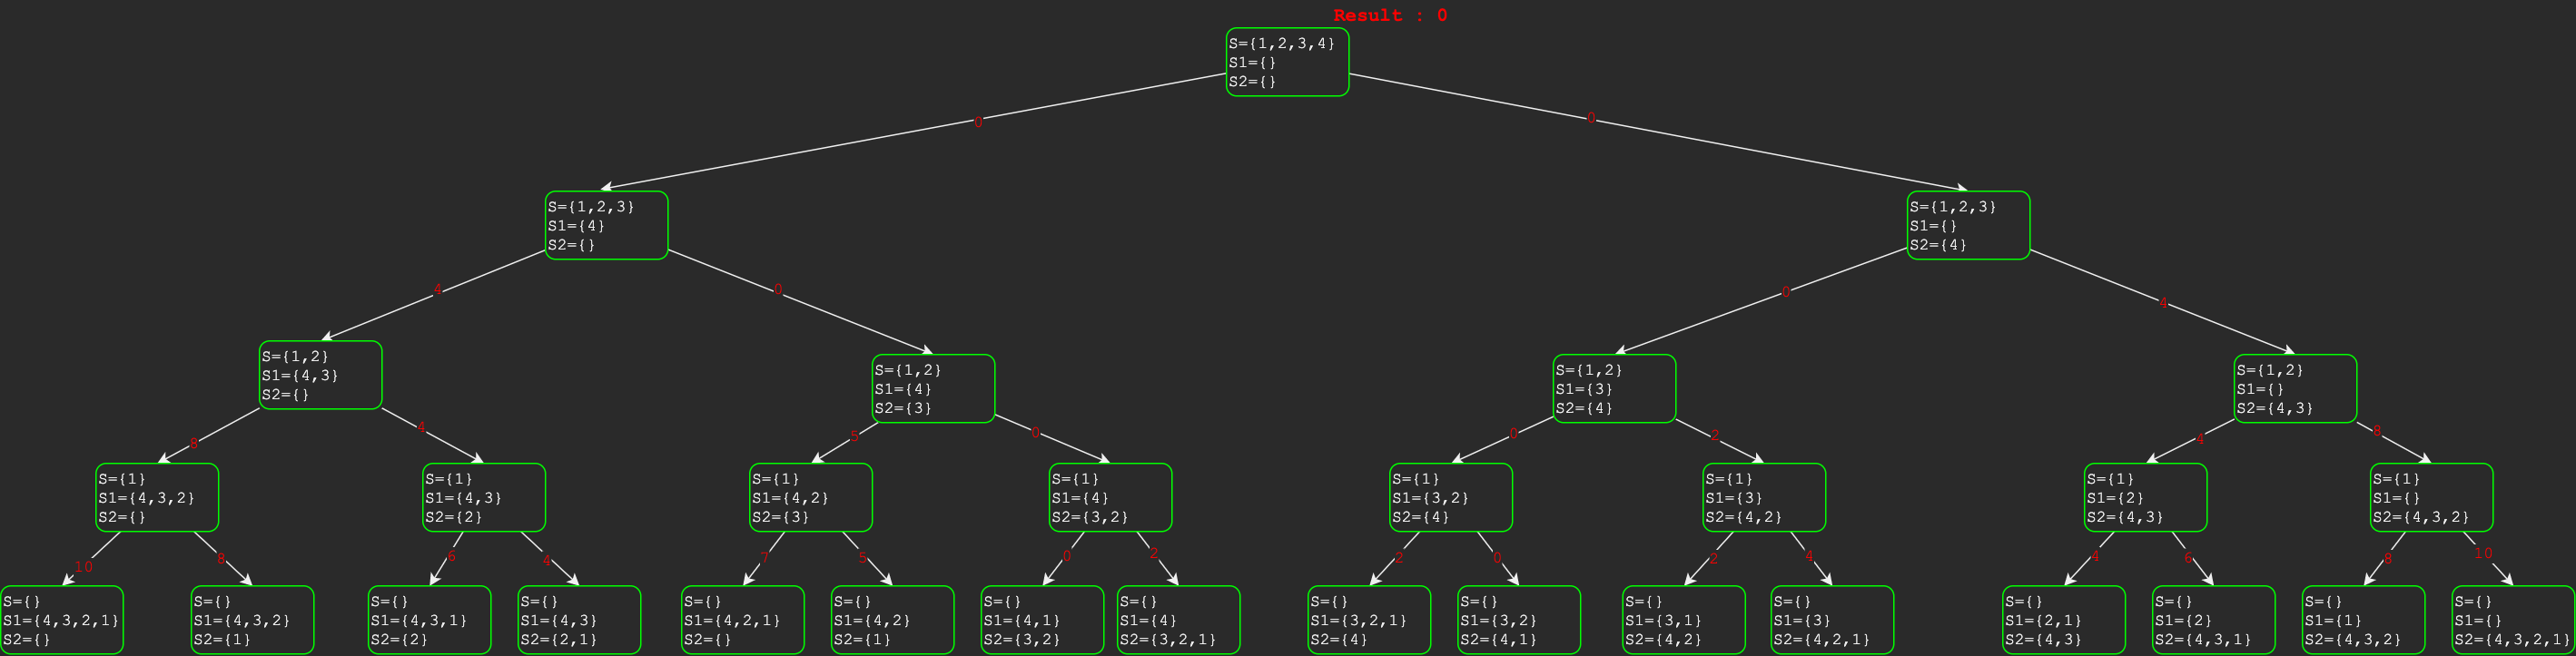 Result : 0
S={1,2,3,4}
S1={}
S2={}
0
0
S={1,2,3}
S1={4}
S2={}
S={1,2,3}
S1={}
S2={4}
4
0
0
4
S={1,2}
S1={4,3}
S2={}
S={1,2}
S1={4}
S2={3}
S={1,2}
S1={3}
S2={4}
S={1,2}
S1={}
S2={4,3}
8
4
5
0
0
2
4
8
S={1}
S1={4,3,2}
S2={}
S={1}
S1={4,3}
S2={2}
S={1}
S1={4,2}
S2={3}
S={1}
S1={4}
S2={3,2}
S={1}
S1={3,2}
S2={4}
S={1}
S1={3}
S2={4,2}
S={1}
S1={2}
S2={4,3}
S={1}
S1={}
S2={4,3,2}
10
8
6
4
7
5
0
2
2
0
2
4
4
6
8
10
S={}
S1={4,3,2,1}
S2={}
S={}
S1={4,3,2}
S2={1}
S={}
S1={4,3,1}
S2={2}
S={}
S1={4,3}
S2={2,1}
S={}
S1={4,2,1}
S2={}
S={}
S1={4,2}
S2={1}
S={}
S1={4,1}
S2={3,2}
S={}
S1={4}
S2={3,2,1}
S={}
S1={3,2,1}
S2={4}
S={}
S1={3,2}
S2={4,1}
S={}
S1={3,1}
S2={4,2}
S={}
S1={3}
S2={4,2,1}
S={}
S1={2,1}
S2={4,3}
S={}
S1={2}
S2={4,3,1}
S={}
S1={1}
S2={4,3,2}
S={}
S1={}
S2={4,3,2,1}